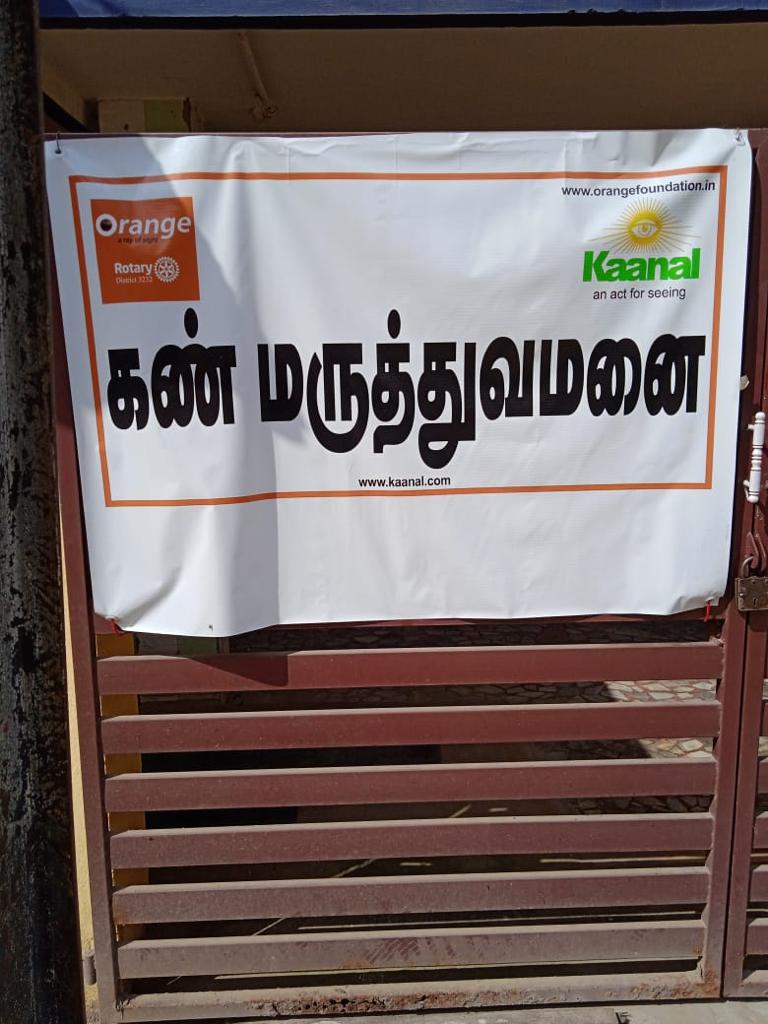 www.orangefoundation.in
Orange
a ray of sight
Rotary
District 3232
Kaanal
an act for seeing
கண் மருத்துவமனை
www.kaanal.com